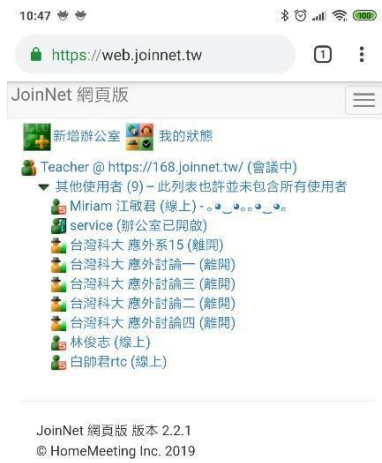 10:47
100
https://web.joinnet.tw
1
JoinNet 網頁版
新增辦公室 我的狀態
Teacher @ https://168.joinnet.tw/ (會議中)
▼ 其他使用者 (9) – 此列表也許並未包含所有使用者
Miriam 江敏君 (線上) - ｡◕‿◕｡｡◕‿◕｡
service (辦公室已開啟)
台灣科大 應外系15 (離開)
台灣科大 應外討論一 (離開)
台灣科大 應外討論三 (離開)
台灣科大 應外討論二 (離開)
台灣科大 應外討論四 (離開)
林俊志 (線上)
白帥君rtc (線上)
JoinNet 網頁版 版本 2.2.1
© HomeMeeting Inc. 2019